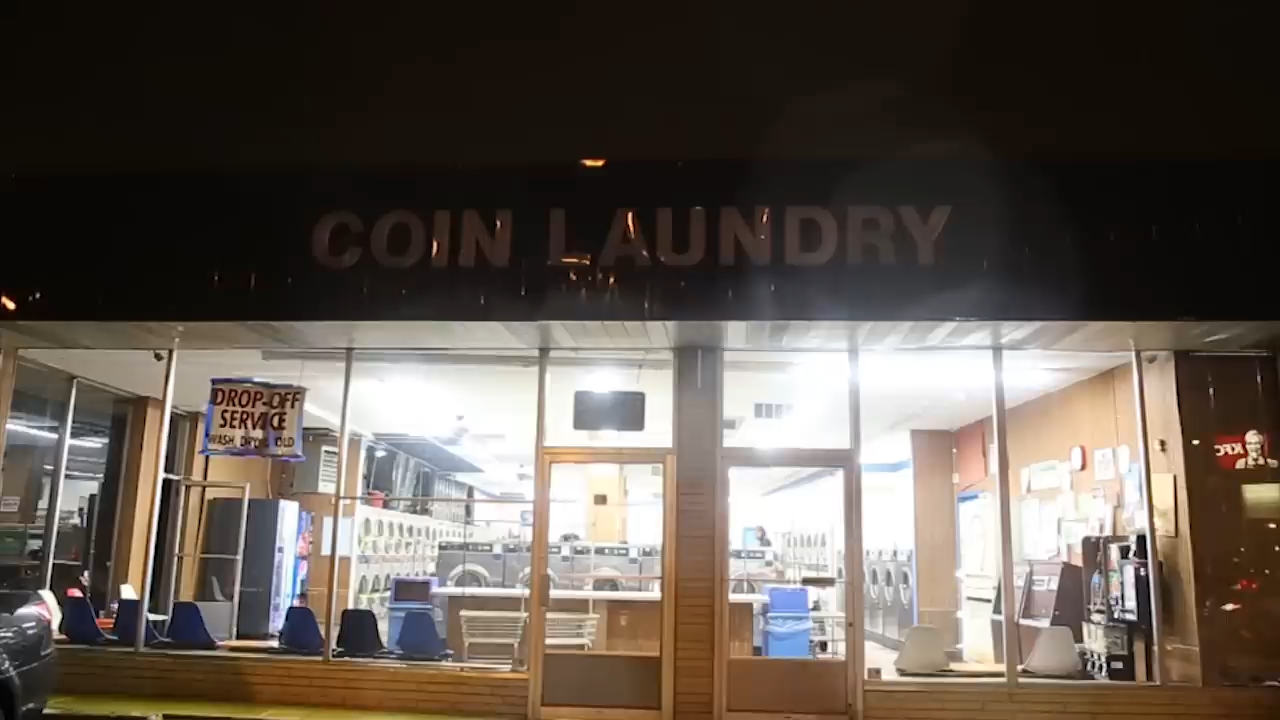 COIN LAUNDRY
DROP-OFF
SERVICE
WASH, DRY, FOLD
KFC